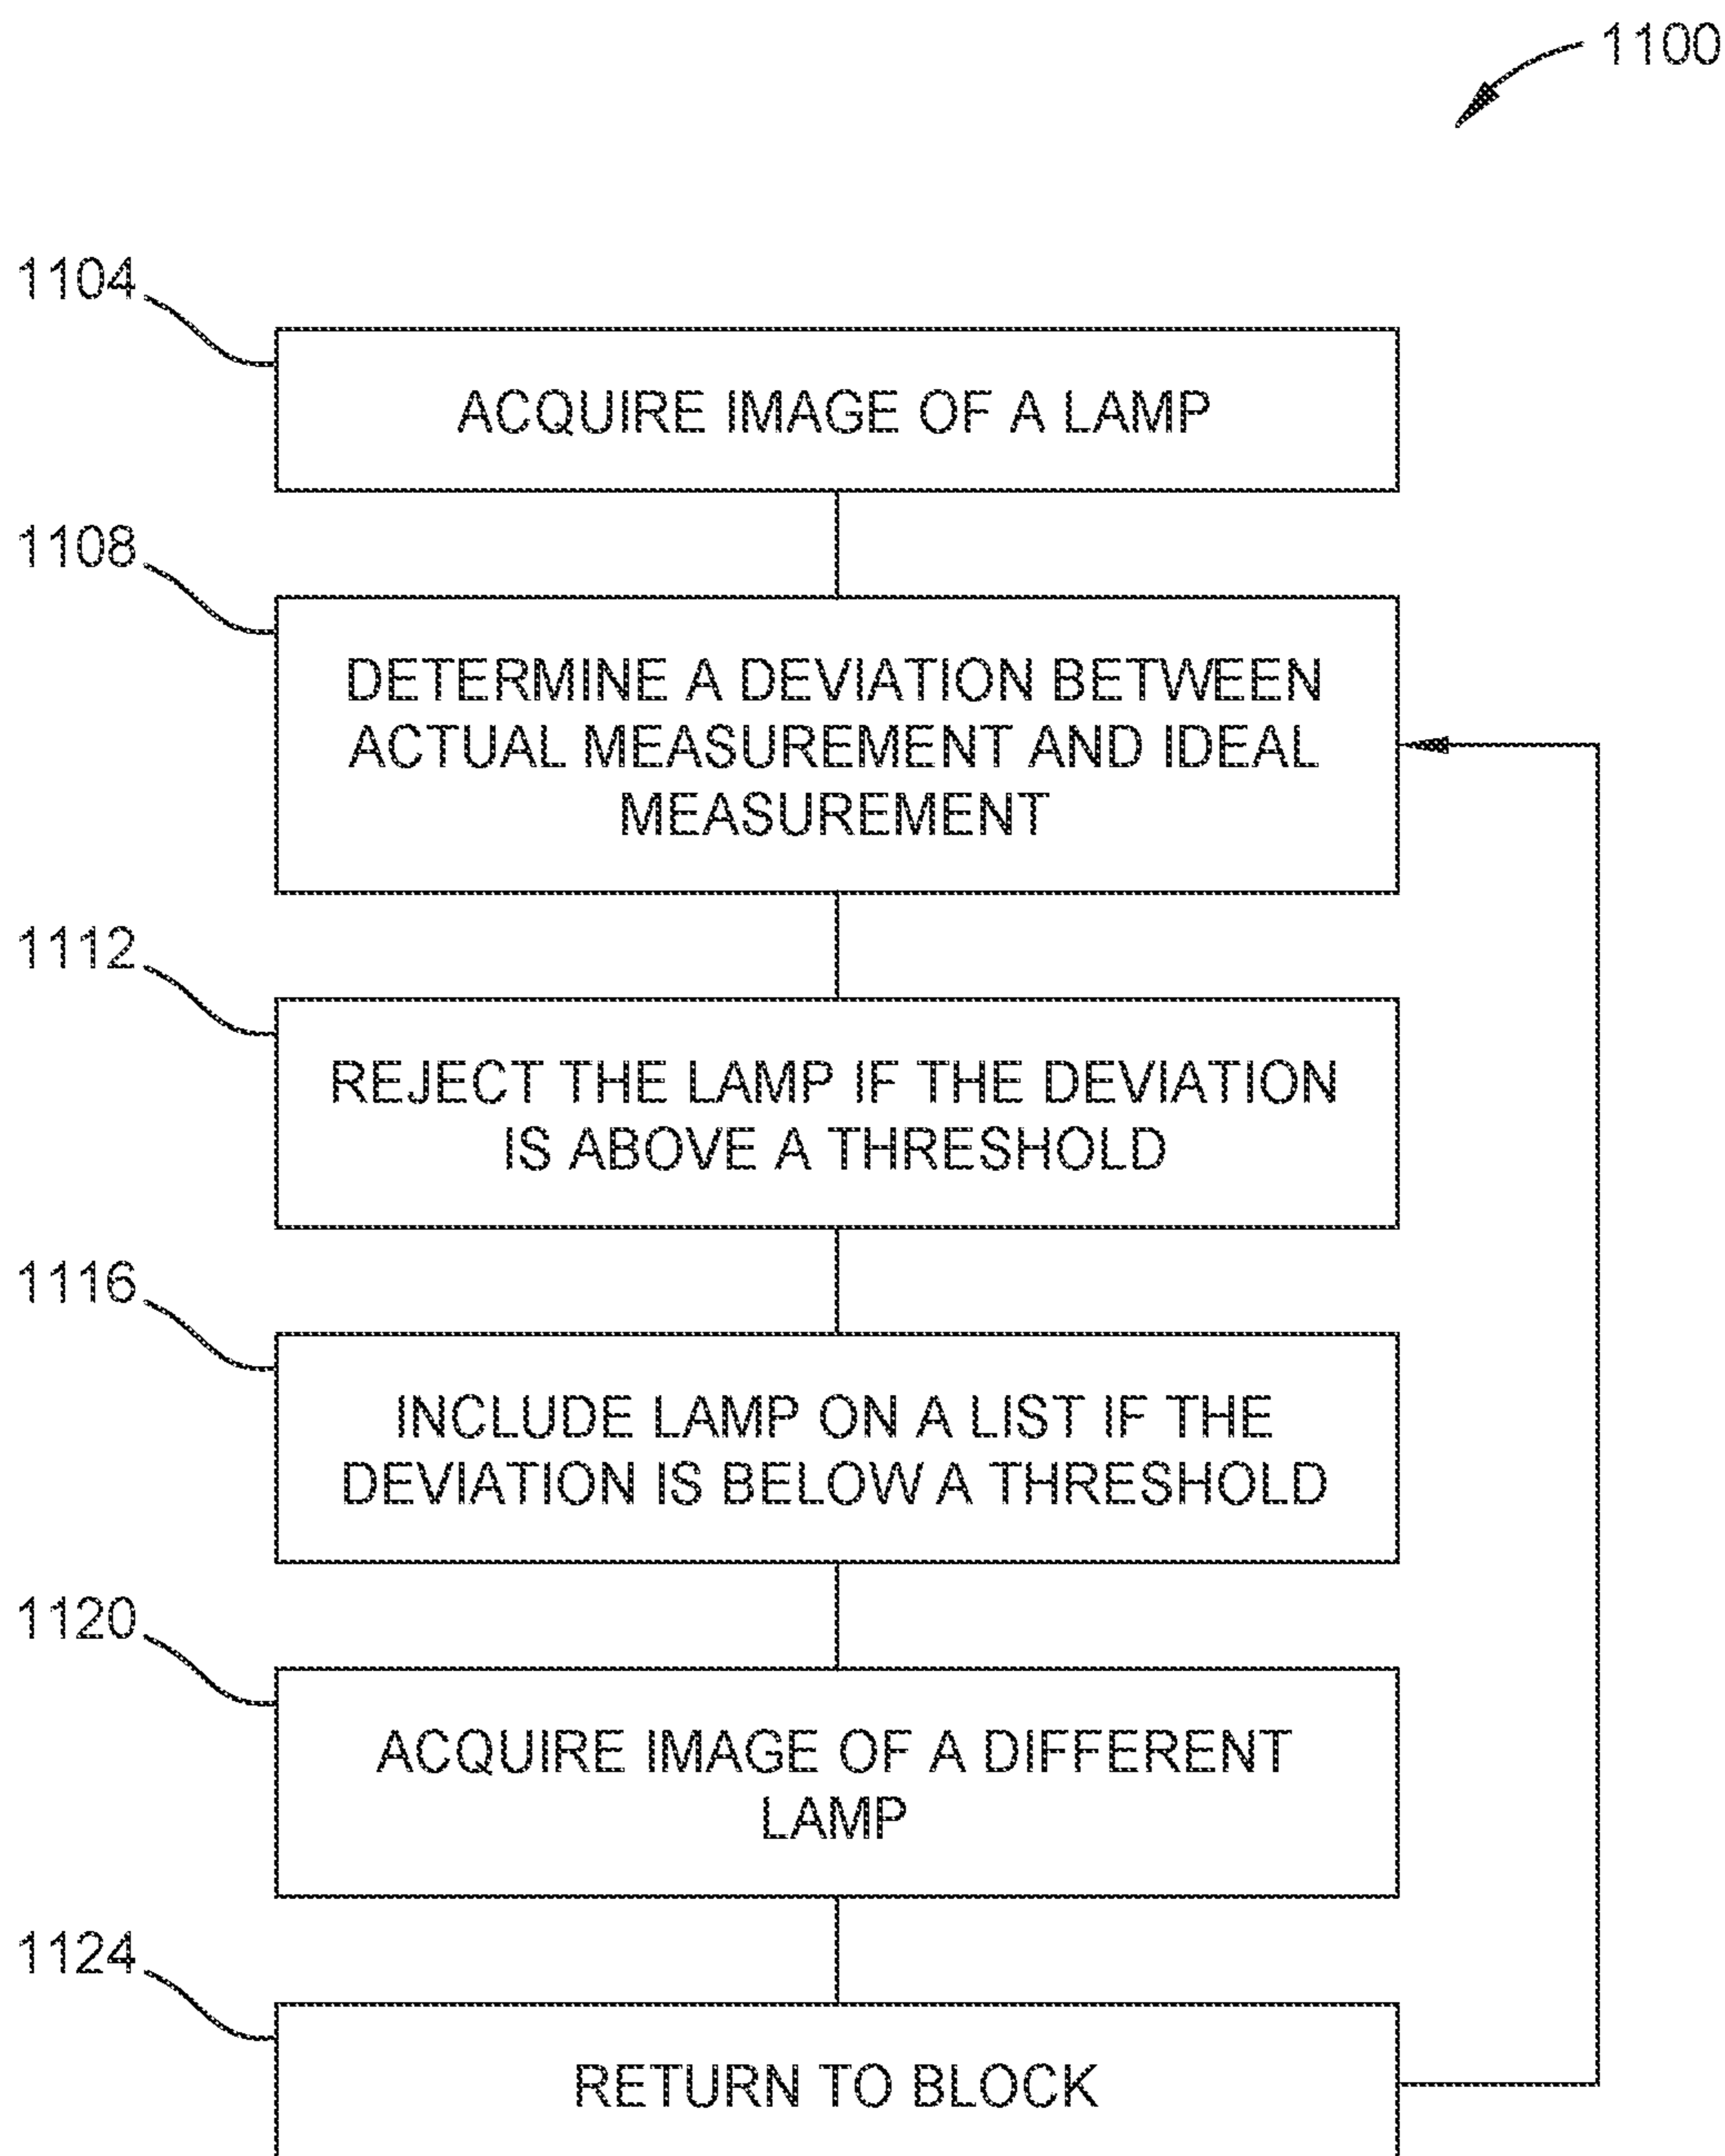 1100
1104
ACQUIRE IMAGE OF A LAMP
1108
DETERMINE A DEVIATION BETWEEN
ACTUAL MEASUREMENT AND IDEAL
MEASUREMENT
1112
REJECT THE LAMP IF THE DEVIATION
IS ABOVE A THRESHOLD
1116
INCLUDE LAMP ON A LIST IF THE
DEVIATION IS BELOW A THRESHOLD
1120
ACQUIRE IMAGE OF A DIFFERENT
LAMP
1124
RETURN TO BLOCK